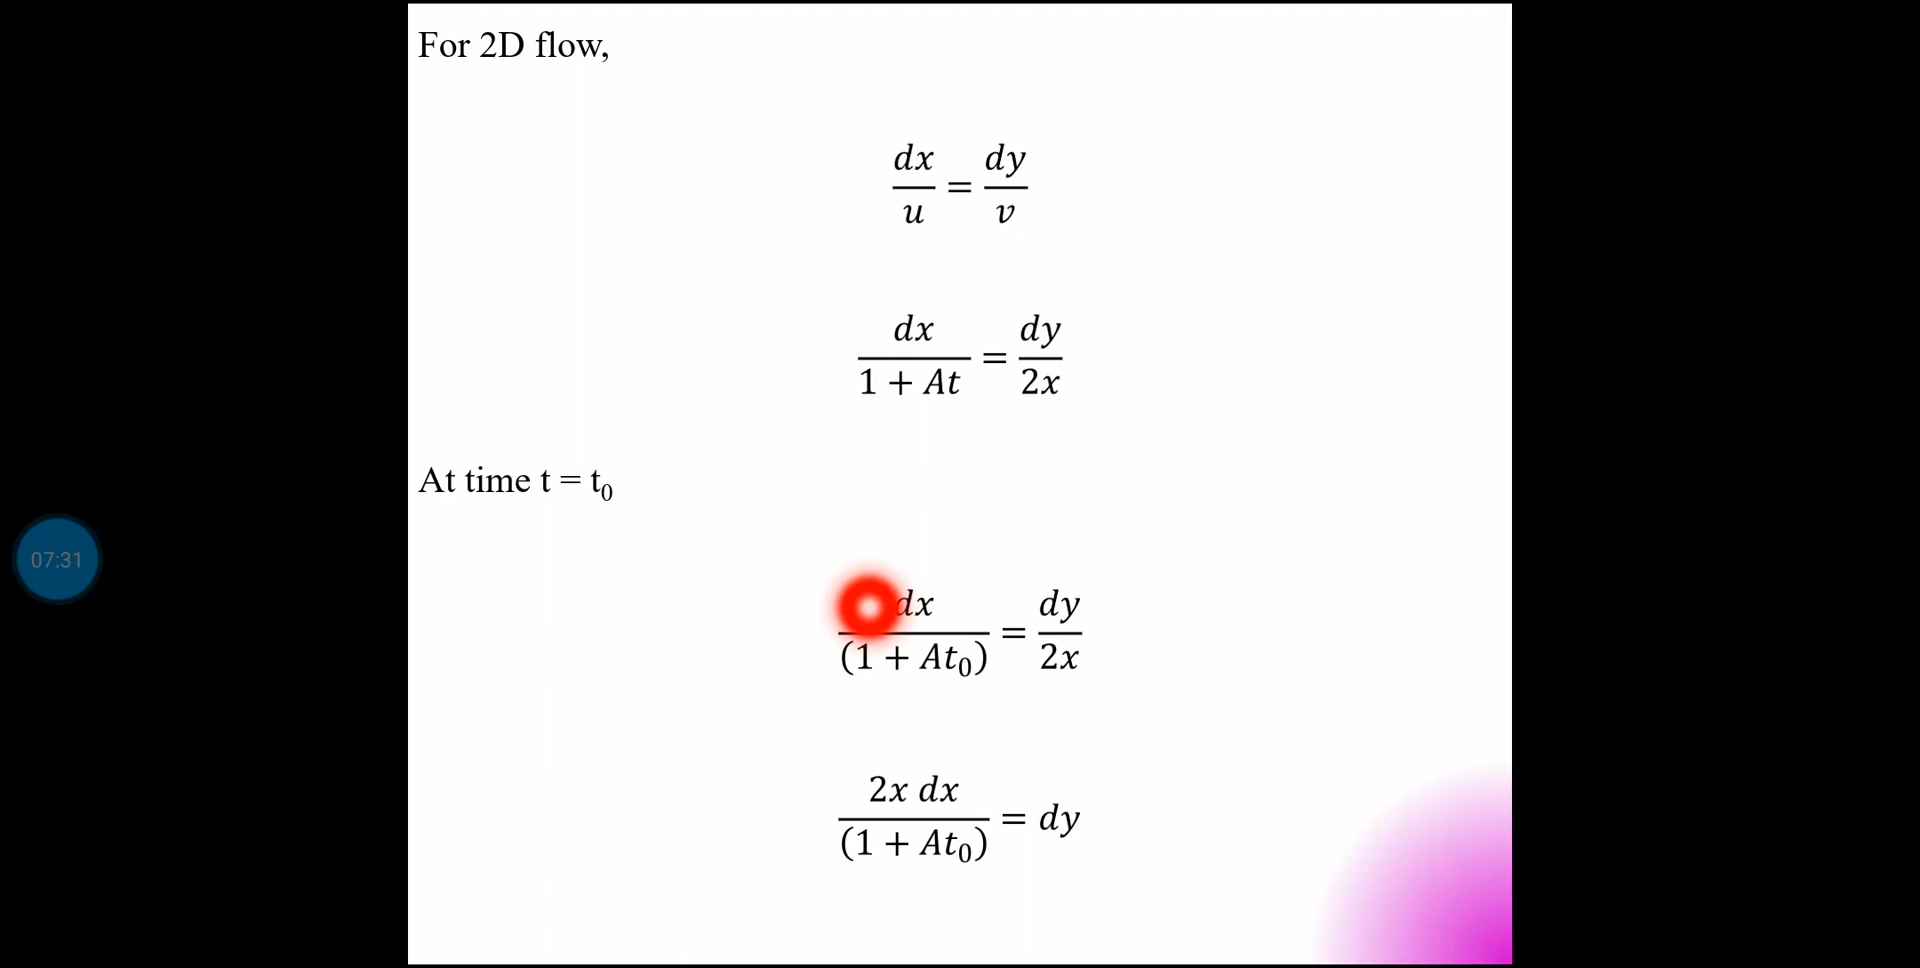 For 2D flow,
dx/u = dy/v
dx/(1 + At) = dy/2x
At time t = t₀
07:31
dx/(1 + At₀) = dy/2x
2x dx/(1 + At₀) = dy